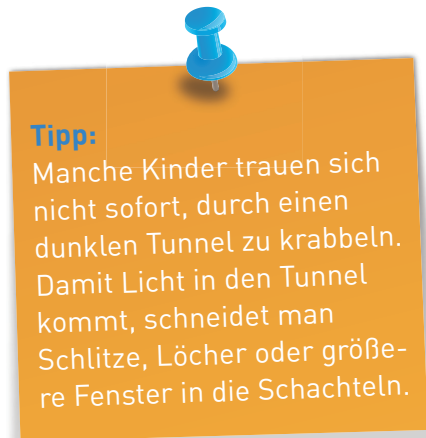 Tipp:
Manche Kinder trauen sich
nicht sofort, durch einen
dunklen Tunnel zu krabbeln.
Damit Licht in den Tunnel
kommt, schneidet man
Schlitze, Löcher oder größe-
re Fenster in die Schachteln.